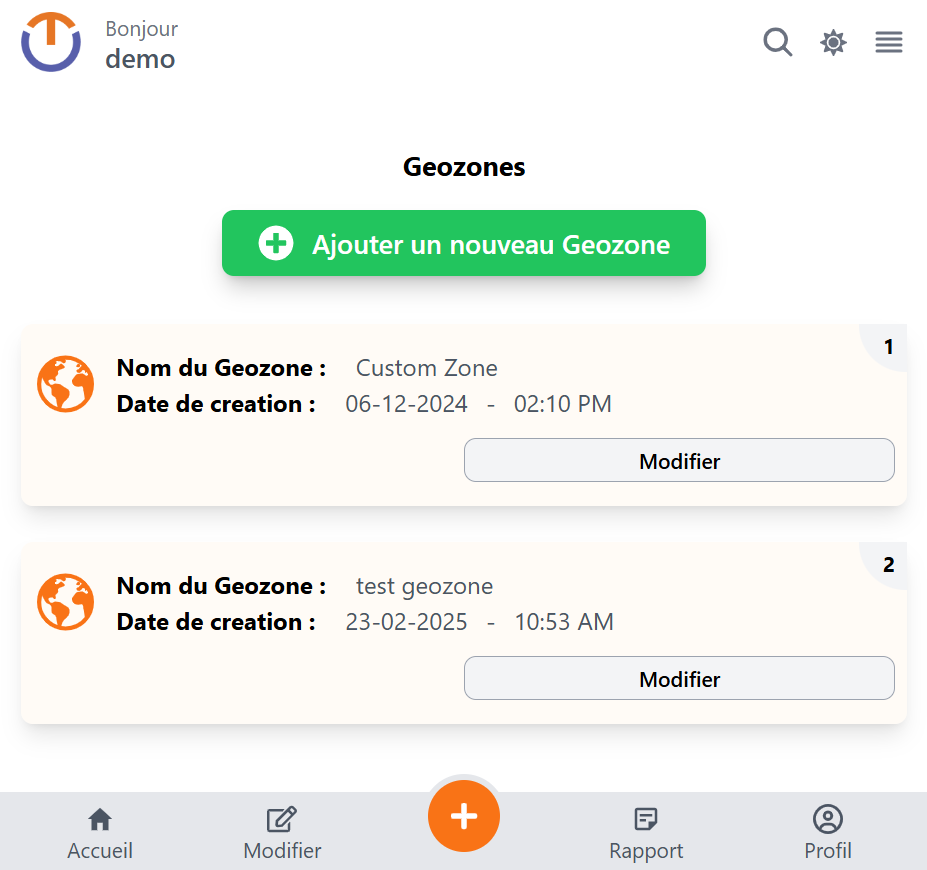 Bonjour
demo
Geozones
Ajouter un nouveau Geozone
1
Nom du Geozone : Custom Zone
Date de creation : 06-12-2024 - 02:10 PM
Modifier
2
Nom du Geozone : test geozone
Date de creation : 23-02-2025 - 10:53 AM
Modifier
Accueil Modifier Rapport Profil